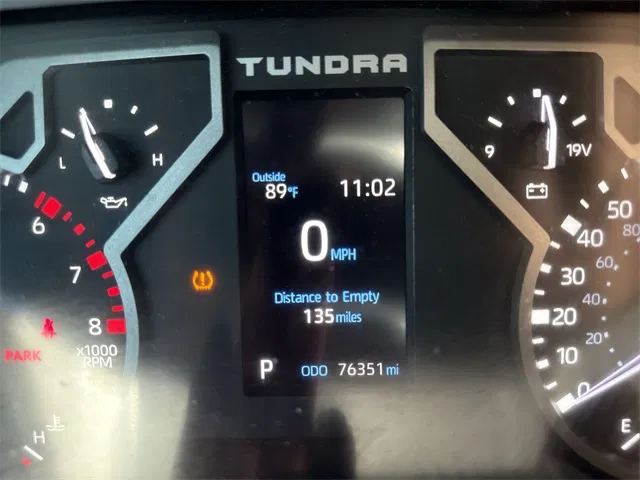 TUNDRA
L H
9 19V
Outside
89°F 11:02
0 MPH
Distance to Empty
135 miles
P ODO 76351 mi
6
7
8
x1000
RPM
PARK
H
50
40
30
20
10
0
80
60
40
20
E